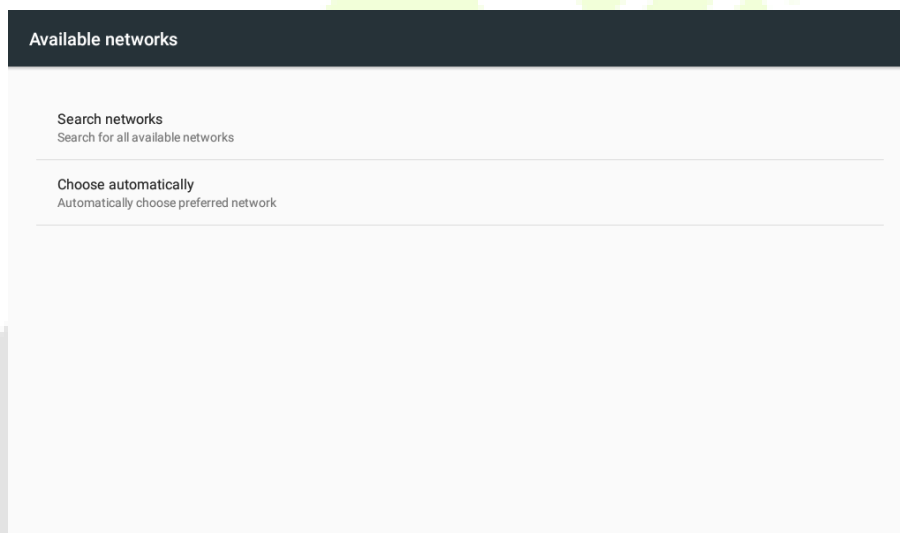 Available networks
Search networks
Search for all available networks
Choose automatically
Automatically choose preferred network